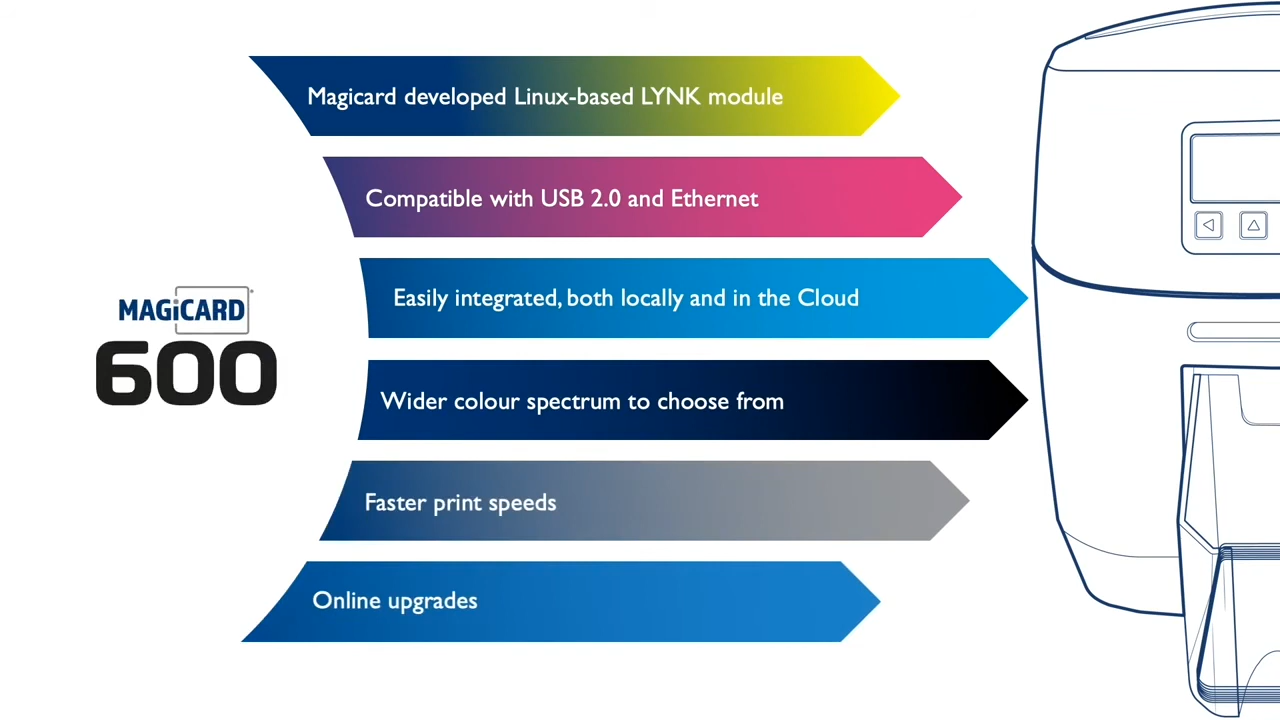 Magicard developed Linux-based LYNK module
Compatible with USB 2.0 and Ethernet
Easily integrated, both locally and in the Cloud
MAGiCARD
600
Wider colour spectrum to choose from
Faster print speeds
Online upgrades